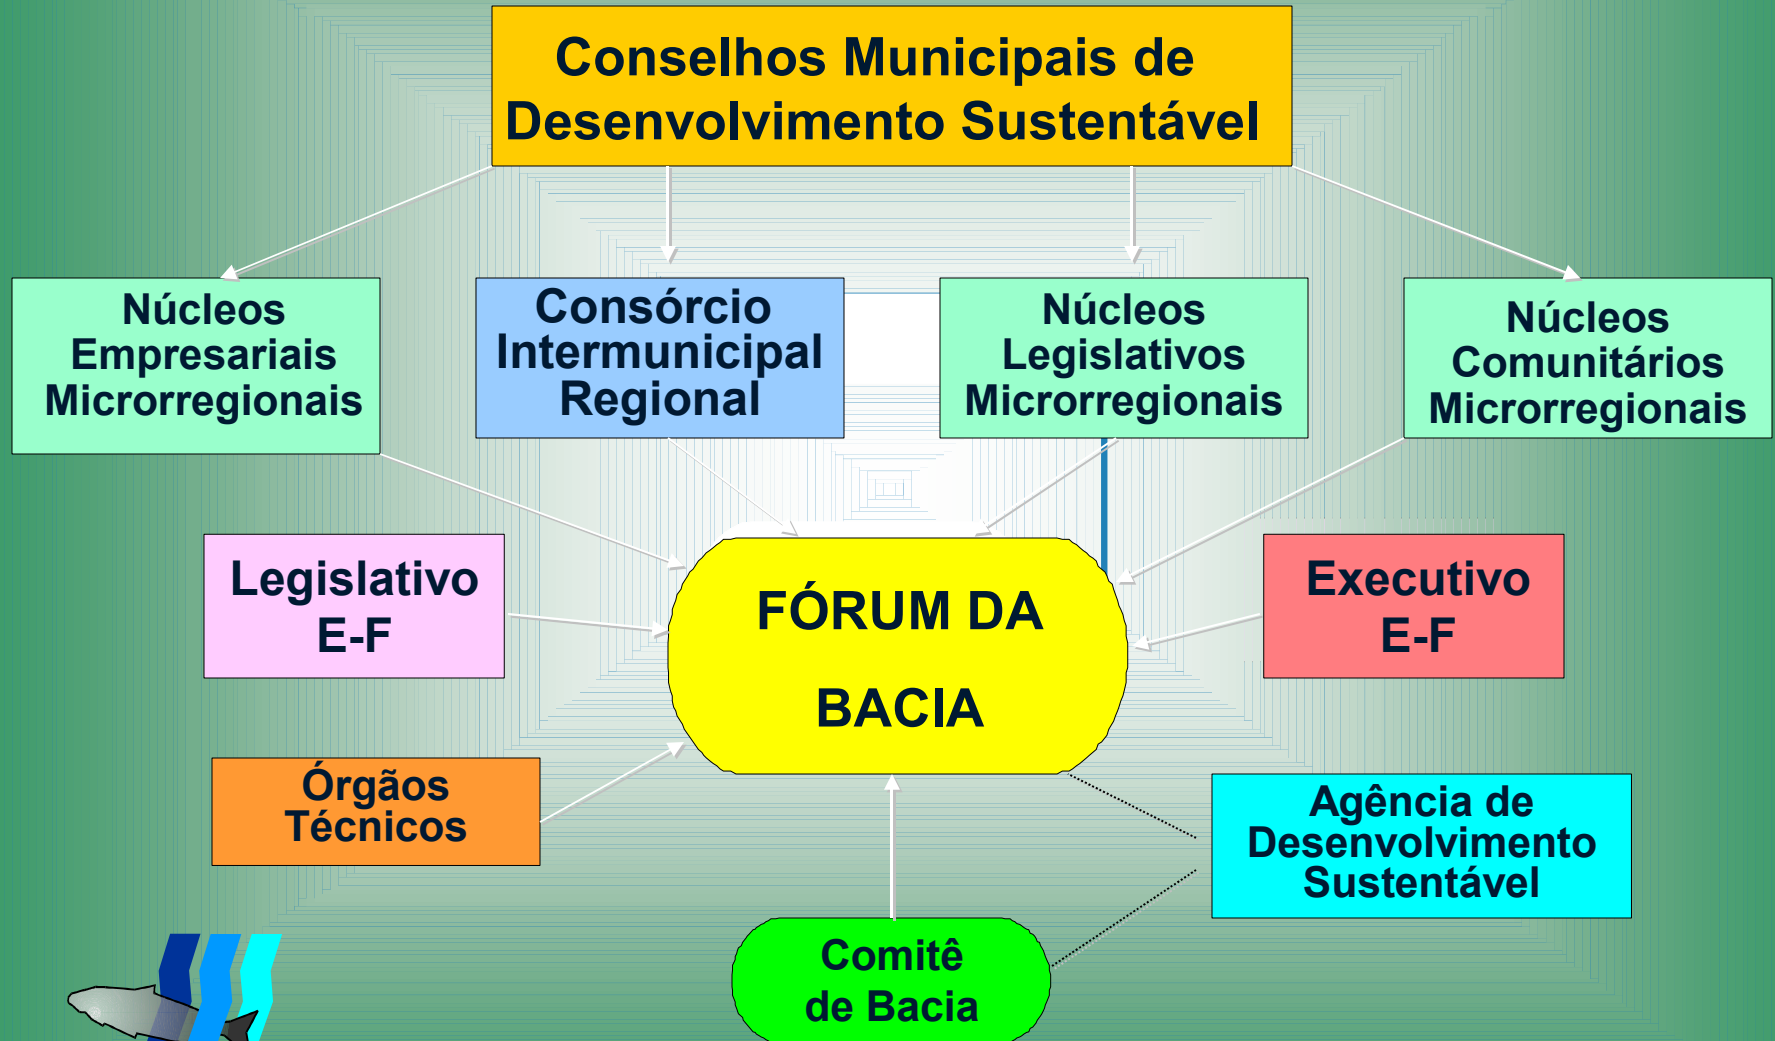 Conselhos Municipais de
Desenvolvimento Sustentável
Núcleos
Empresariais
Microrregionais
Consórcio
Intermunicipal
Regional
Núcleos
Legislativos
Microrregionais
Núcleos
Comunitários
Microrregionais
Legislativo
E-F
FÓRUM DA
BACIA
Executivo
E-F
Órgãos
Técnicos
Agência de
Desenvolvimento
Sustentável
Comitê
de Bacia